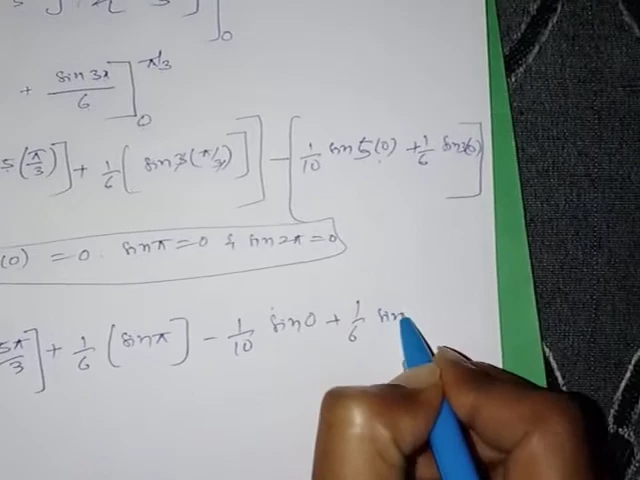 + sin 3x / 6 ]₀^π/3
5(π/3)] + 1/6 [sin 3(π/3)]] - [1/10 sin 5(0) + 1/6 sin 3(0)]
(0) = 0 sin π = 0 & sin 2π = 0
5π/3] + 1/6 (sin π] - 1/10 sin 0 + 1/6 sin